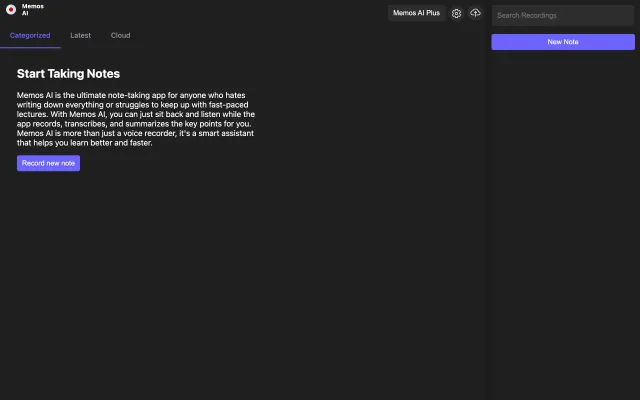 Memos
AI
Memos AI Plus
Search Recordings
Categorized
Latest
Cloud
New Note
Start Taking Notes
Memos AI is the ultimate note-taking app for anyone who hates
writing down everything or struggles to keep up with fast-paced
lectures. With Memos AI, you can just sit back and listen while the
app records, transcribes, and summarizes the key points for you.
Memos AI is more than just a voice recorder, it's a smart assistant
that helps you learn better and faster.
Record new note